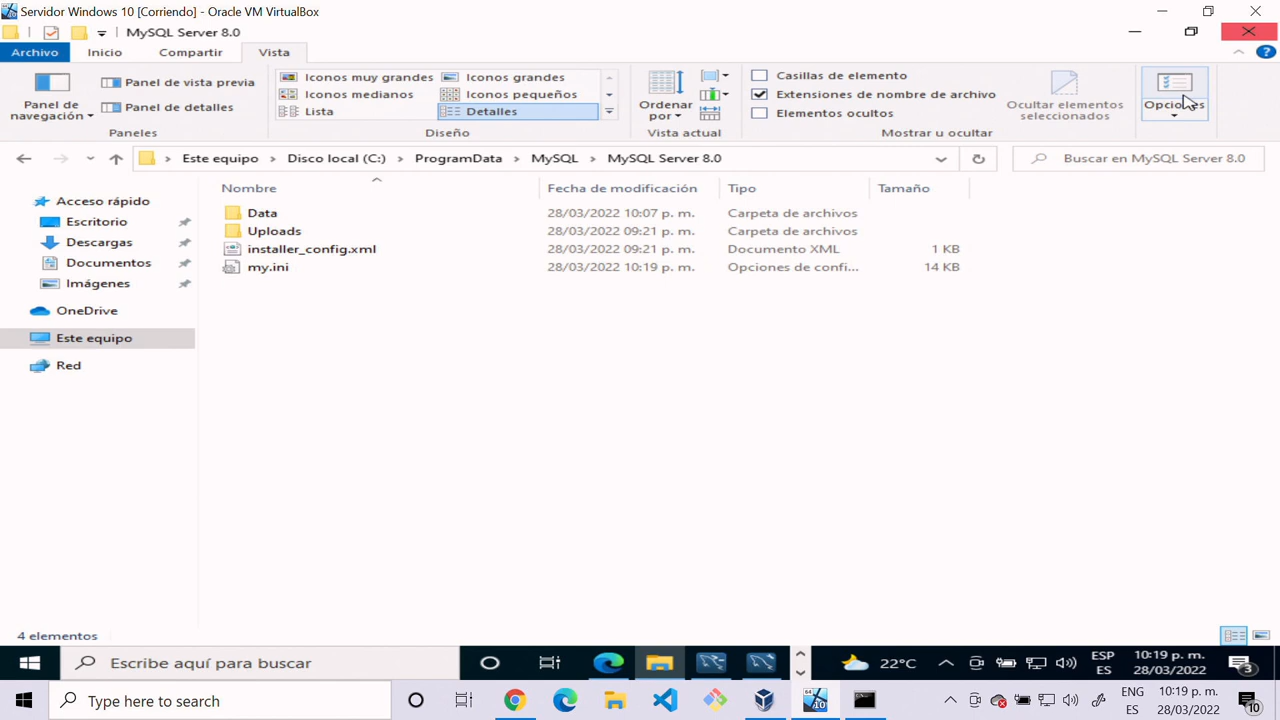 Servidor Windows 10 [Corriendo] - Oracle VM VirtualBox
MySQL Server 8.0
Archivo Inicio Compartir Vista
Panel de navegación
Panel de vista previa
Panel de detalles
Paneles
Iconos muy grandes Iconos grandes
Iconos medianos Iconos pequeños
Lista Detalles
Diseño
Ordenar por
Vista actual
Casillas de elemento
Extensiones de nombre de archivo
Elementos ocultos
Ocultar elementos seleccionados
Mostrar u ocultar
Opciones
Este equipo > Disco local (C:) > ProgramData > MySQL > MySQL Server 8.0
Buscar en MySQL Server 8.0
Nombre Fecha de modificación Tipo Tamaño
Data 28/03/2022 10:07 p. m. Carpeta de archivos
Uploads 28/03/2022 09:21 p. m. Carpeta de archivos
installer_config.xml 28/03/2022 09:21 p. m. Documento XML 1 KB
my.ini 28/03/2022 10:19 p. m. Opciones de confi... 14 KB
Acceso rápido
Escritorio
Descargas
Documentos
Imágenes
OneDrive
Este equipo
Red
4 elementos
Escribe aquí para buscar
22°C
ESP
ES
10:19 p. m.
28/03/2022
3
Type here to search
ENG
ES
10:19 p. m.
28/03/2022
10